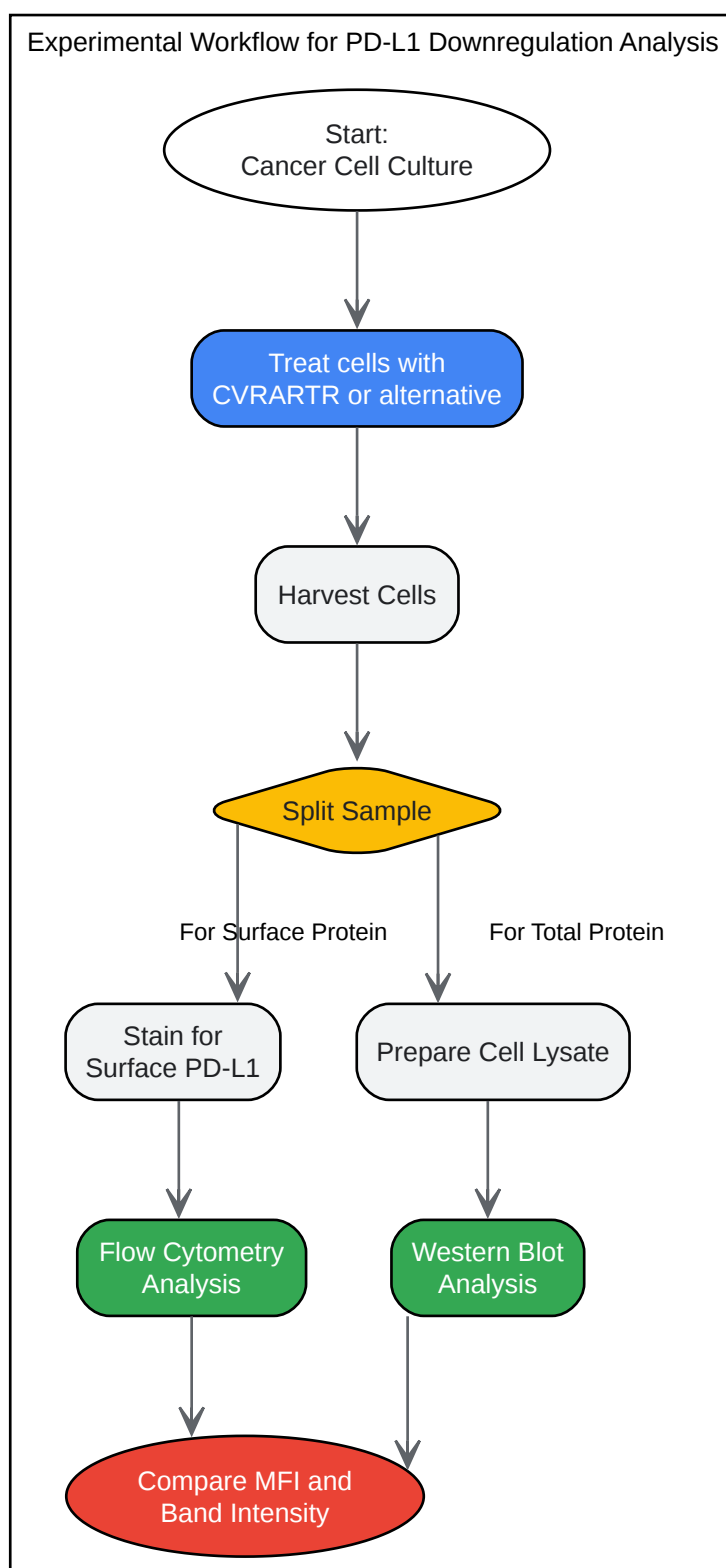 Experimental Workflow for PD-L1 Downregulation Analysis
Start:
Cancer Cell Culture
Treat cells with
CVRARTR or alternative
Harvest Cells
Split Sample
For Surface Protein
For Total Protein
Stain for
Surface PD-L1
Prepare Cell Lysate
Flow Cytometry
Analysis
Western Blot
Analysis
Compare MFI and
Band Intensity